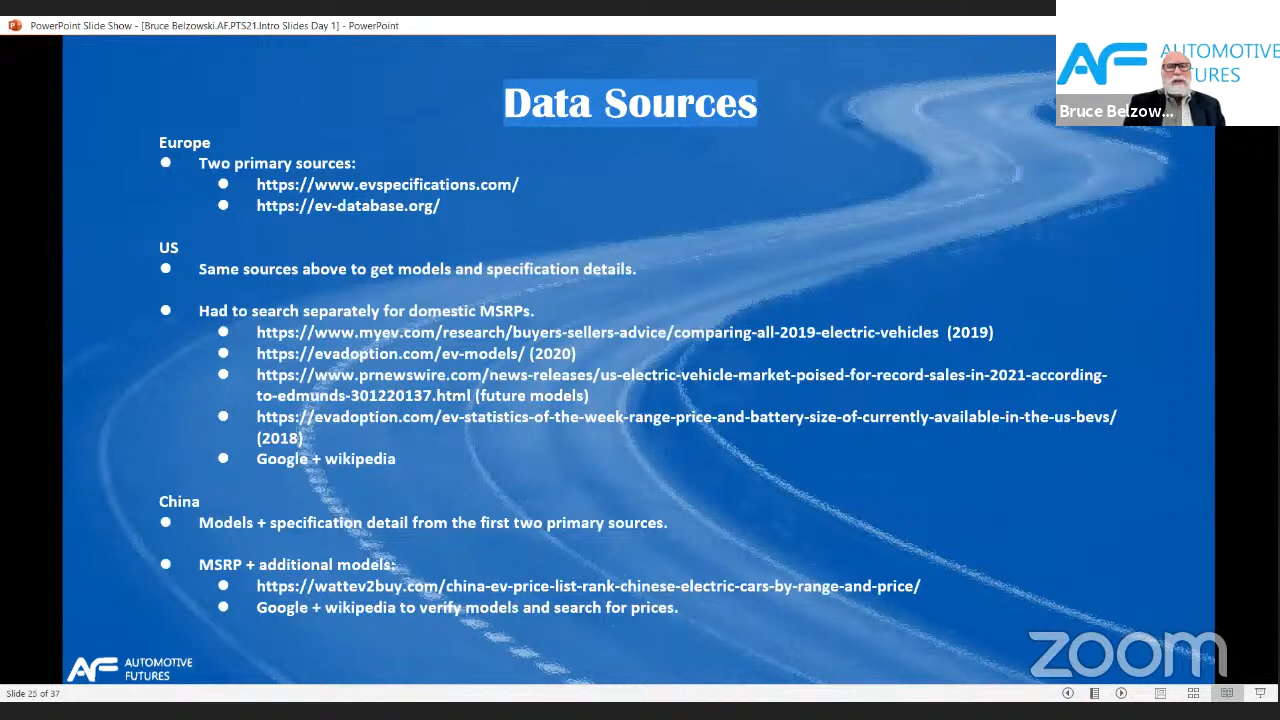 PowerPoint Slide Show - [Bruce Belzowski.AF.PTS21.Intro Slides Day 1] - PowerPoint
AF AUTOMOTIVE
URES
Bruce Belzow...
Data Sources
Europe
Two primary sources:
https://www.evspecifications.com/
https://ev-database.org/
US
Same sources above to get models and specification details.
Had to search separately for domestic MSRPs.
https://www.myev.com/research/buyers-sellers-advice/comparing-all-2019-electric-vehicles (2019)
https://evadoption.com/ev-models/ (2020)
https://www.prnewswire.com/news-releases/us-electric-vehicle-market-poised-for-record-sales-in-2021-according-
to-edmunds-301220137.html (future models)
https://evadoption.com/ev-statistics-of-the-week-range-price-and-battery-size-of-currently-available-in-the-us-bevs/
(2018)
Google + wikipedia
China
Models + specification detail from the first two primary sources.
MSRP + additional models:
https://wattev2buy.com/china-ev-price-list-rank-chinese-electric-cars-by-range-and-price/
Google + wikipedia to verify models and search for prices.
AF AUTOMOTIVE
FUTURES
zoom
Slide 25 of 37